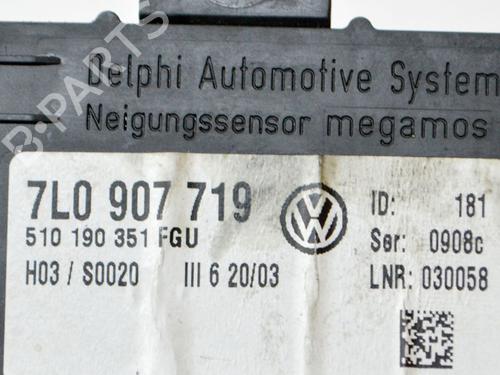 B-PARTS
Delphi Automotive System
Neigungssensor megamos
7L0 907 719
510 190 351 FGU
H03 / S0020 III 6 20/03
VW
ID: 181
Ser: 0908c
LNR: 030058